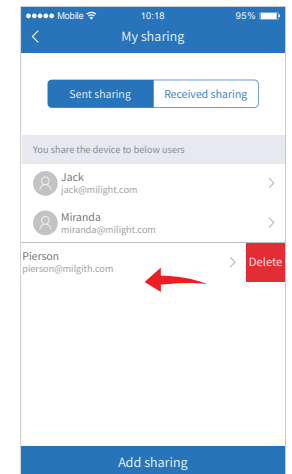 Mobile 10:18 95%
My sharing
Sent sharing Received sharing
You share the device to below users
Jack
jack@milight.com
Miranda
miranda@milight.com
Pierson
pierson@milgith.com
Delete
Add sharing